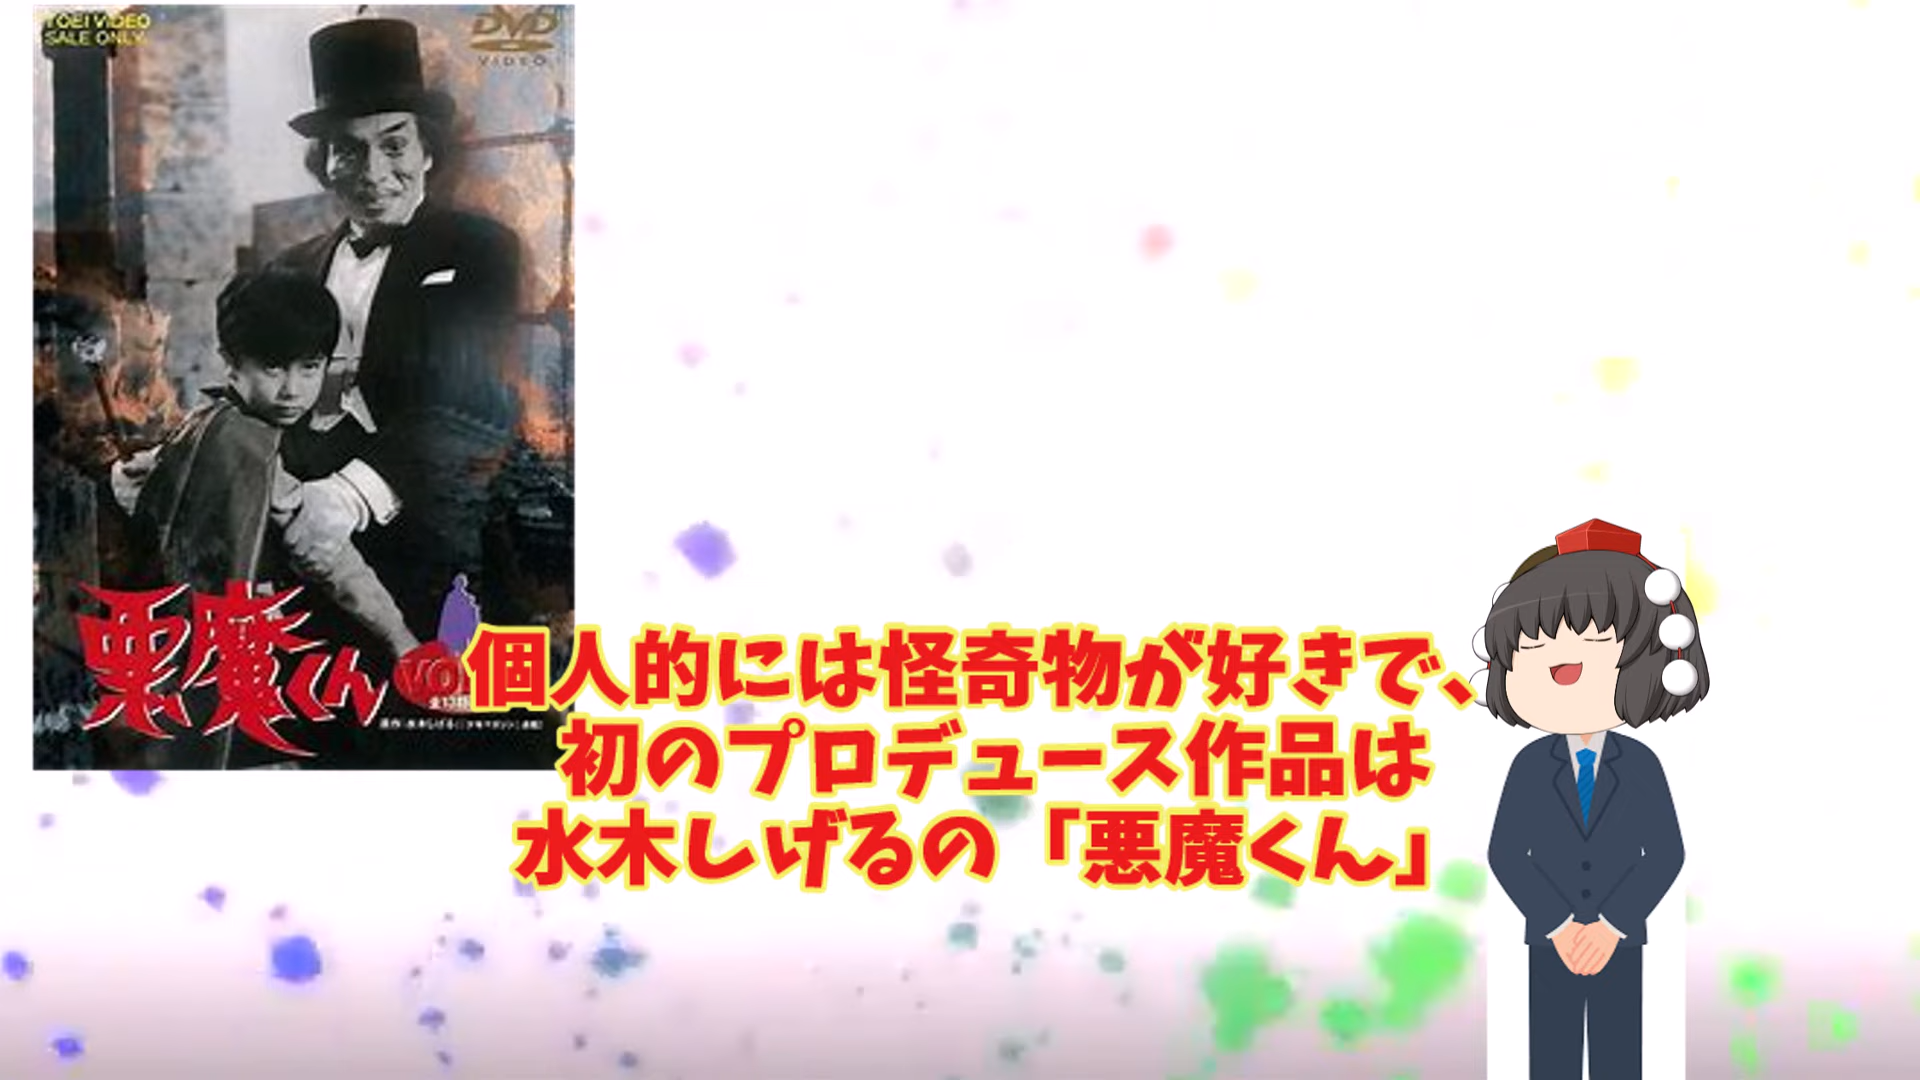 TOEI VIDEO
SALE ONLY
DVD
VIDEO
悪魔くん
個人的には怪奇物が好きで、
初のプロデュース作品は
水木しげるの「悪魔くん」